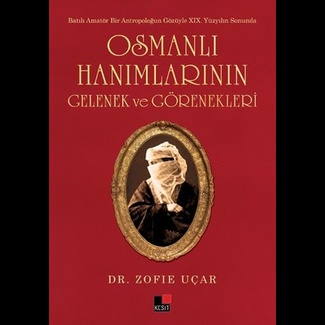 Batılı Amatör Bir Antropoloğun Gözüyle XIX. Yüzyılın Sonunda
OSMANLI
HANIMLARININ
GELENEK ve GÖRENEKLERİ
DR. ZOFIE UÇAR
KESİT